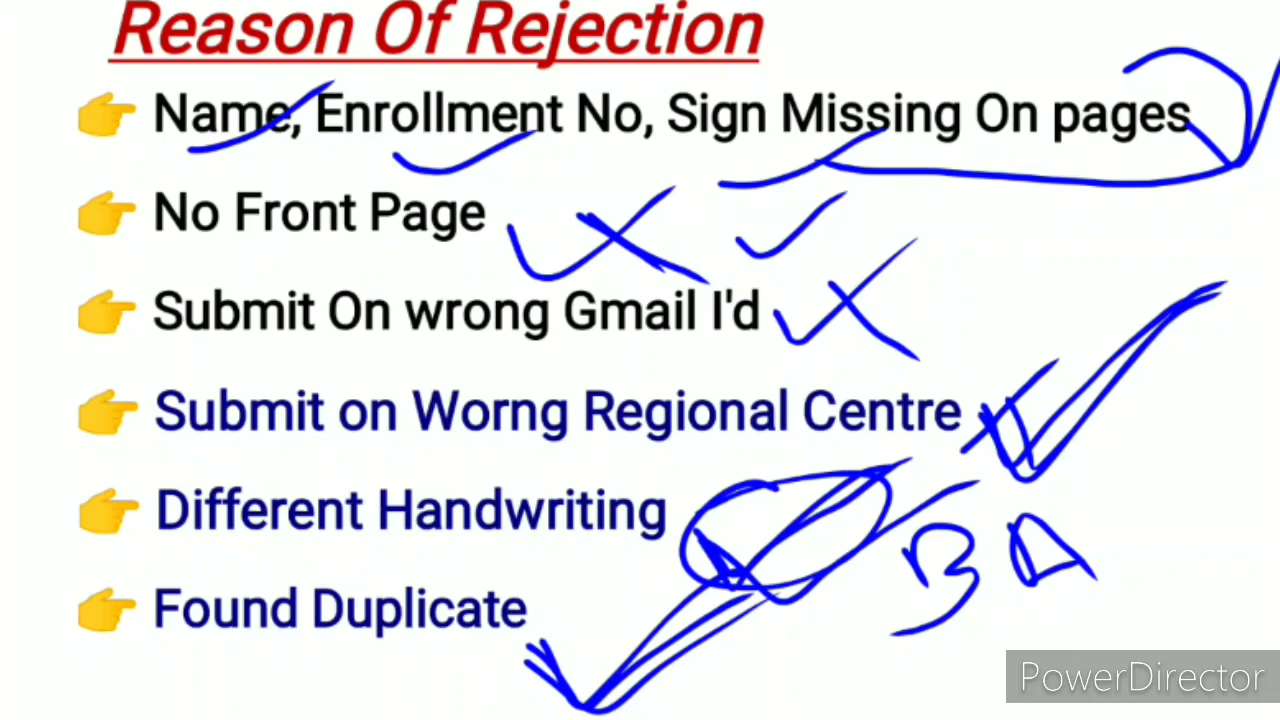 Reason Of Rejection
👉 Name, Enrollment No, Sign Missing On pages
👉 No Front Page
👉 Submit On wrong Gmail I'd
👉 Submit on Worng Regional Centre
👉 Different Handwriting
BA
👉 Found Duplicate
PowerDirector